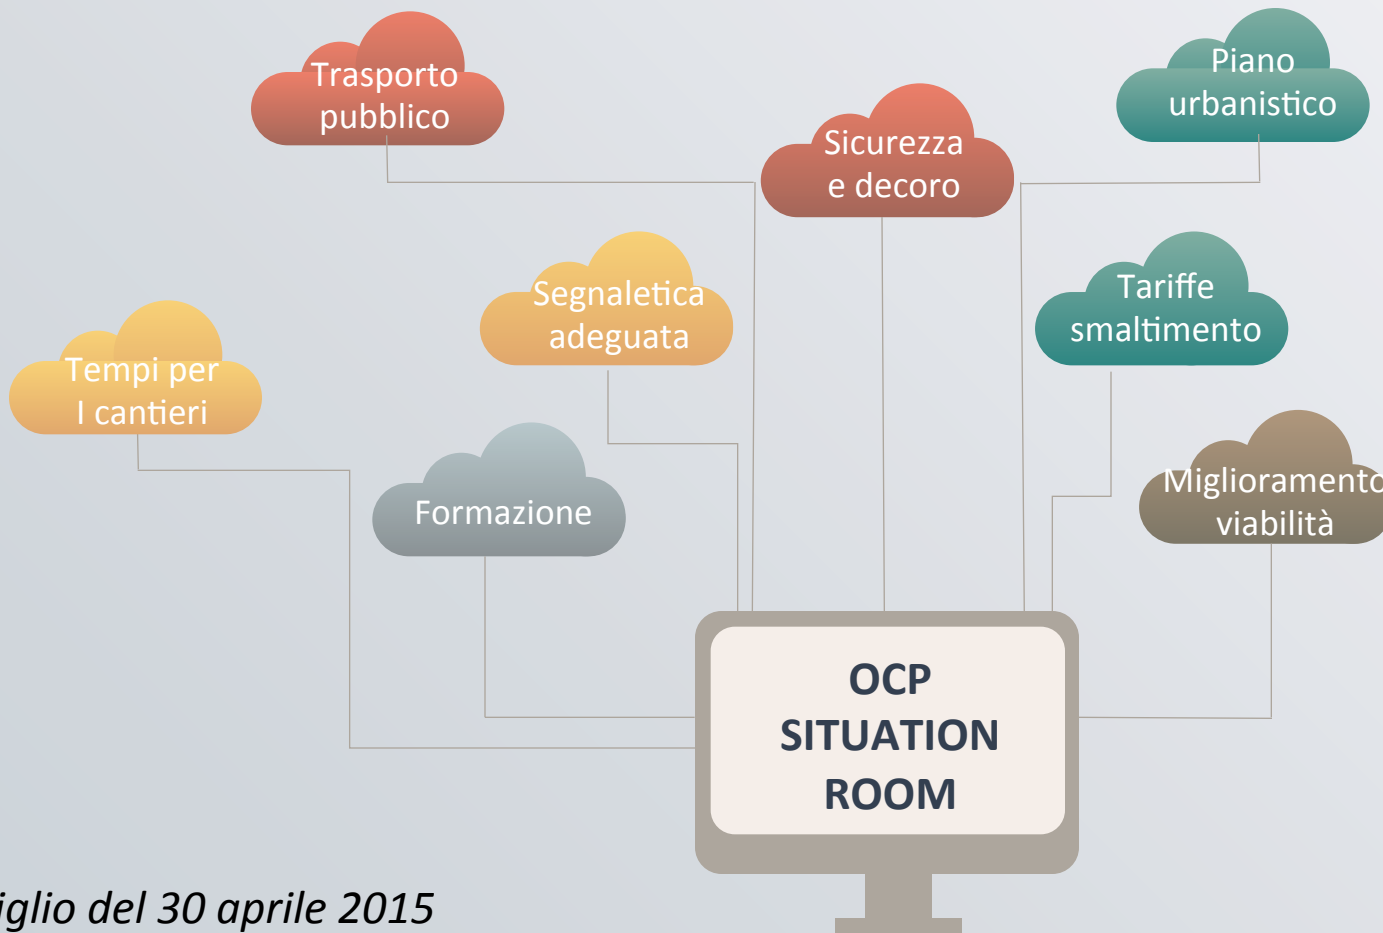 Trasporto
pubblico
Sicurezza
e decoro
Piano
urbanistico
Segnaletica
adeguata
Tariffe
smaltimento
Tempi per
I cantieri
Formazione
Miglioramento
viabilità
OCP
SITUATION
ROOM
iglio del 30 aprile 2015